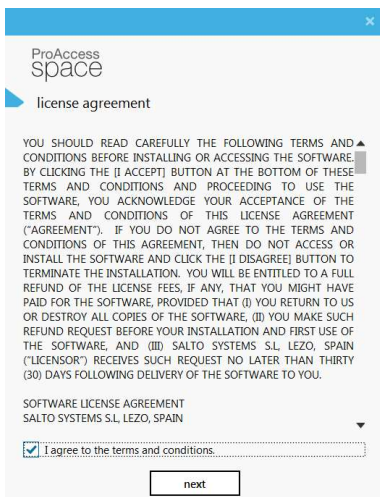 ProAccess
space
license agreement
YOU SHOULD READ CAREFULLY THE FOLLOWING TERMS AND
CONDITIONS BEFORE INSTALLING OR ACCESSING THE SOFTWARE.
BY CLICKING THE [I ACCEPT] BUTTON AT THE BOTTOM OF THESE
TERMS AND CONDITIONS AND PROCEEDING TO USE THE
SOFTWARE, YOU ACKNOWLEDGE YOUR ACCEPTANCE OF THE
TERMS AND CONDITIONS OF THIS LICENSE AGREEMENT
("AGREEMENT"). IF YOU DO NOT AGREE TO THE TERMS AND
CONDITIONS OF THIS AGREEMENT, THEN DO NOT ACCESS OR
INSTALL THE SOFTWARE AND CLICK THE [I DISAGREE] BUTTON TO
TERMINATE THE INSTALLATION. YOU WILL BE ENTITLED TO A FULL
REFUND OF THE LICENSE FEES, IF ANY, THAT YOU MIGHT HAVE
PAID FOR THE SOFTWARE, PROVIDED THAT (I) YOU RETURN TO US
OR DESTROY ALL COPIES OF THE SOFTWARE, (II) YOU MAKE SUCH
REFUND REQUEST BEFORE YOUR INSTALLATION AND FIRST USE OF
THE SOFTWARE, AND (III) SALTO SYSTEMS S.L, LEZO, SPAIN
("LICENSOR") RECEIVES SUCH REQUEST NO LATER THAN THIRTY
(30) DAYS FOLLOWING DELIVERY OF THE SOFTWARE TO YOU.
SOFTWARE LICENSE AGREEMENT
SALTO SYSTEMS S.L, LEZO, SPAIN
I agree to the terms and conditions.
next